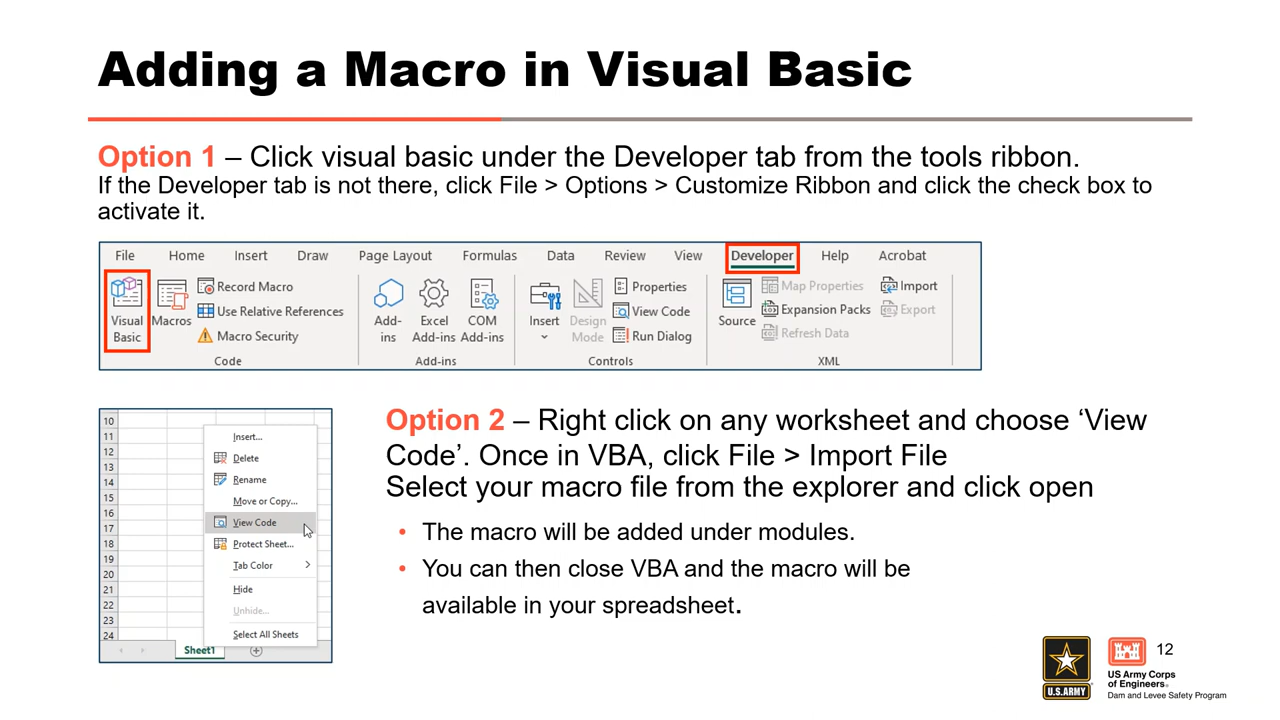 Adding a Macro in Visual Basic
Option 1 – Click visual basic under the Developer tab from the tools ribbon.
If the Developer tab is not there, click File > Options > Customize Ribbon and click the check box to
activate it.
File Home Insert Draw Page Layout Formulas Data Review View Developer Help Acrobat
Visual
Basic
Macros
Record Macro
Use Relative References
Macro Security
Code
Add-
ins
Excel
Add-ins
COM
Add-ins
Add-ins
Insert
Design
Mode
Properties
View Code
Run Dialog
Controls
Source
Map Properties
Expansion Packs
Refresh Data
Import
Export
XML
10
11
12
13
14
15
16
17
18
19
20
21
22
23
24
Insert...
Delete
Rename
Move or Copy...
View Code
Protect Sheet...
Tab Color
Hide
Unhide...
Select All Sheets
Sheet1
Option 2 – Right click on any worksheet and choose ‘View
Code’. Once in VBA, click File > Import File
Select your macro file from the explorer and click open
• The macro will be added under modules.
• You can then close VBA and the macro will be
available in your spreadsheet.
U.S. ARMY
US Army Corps
of Engineers®
Dam and Levee Safety Program
12